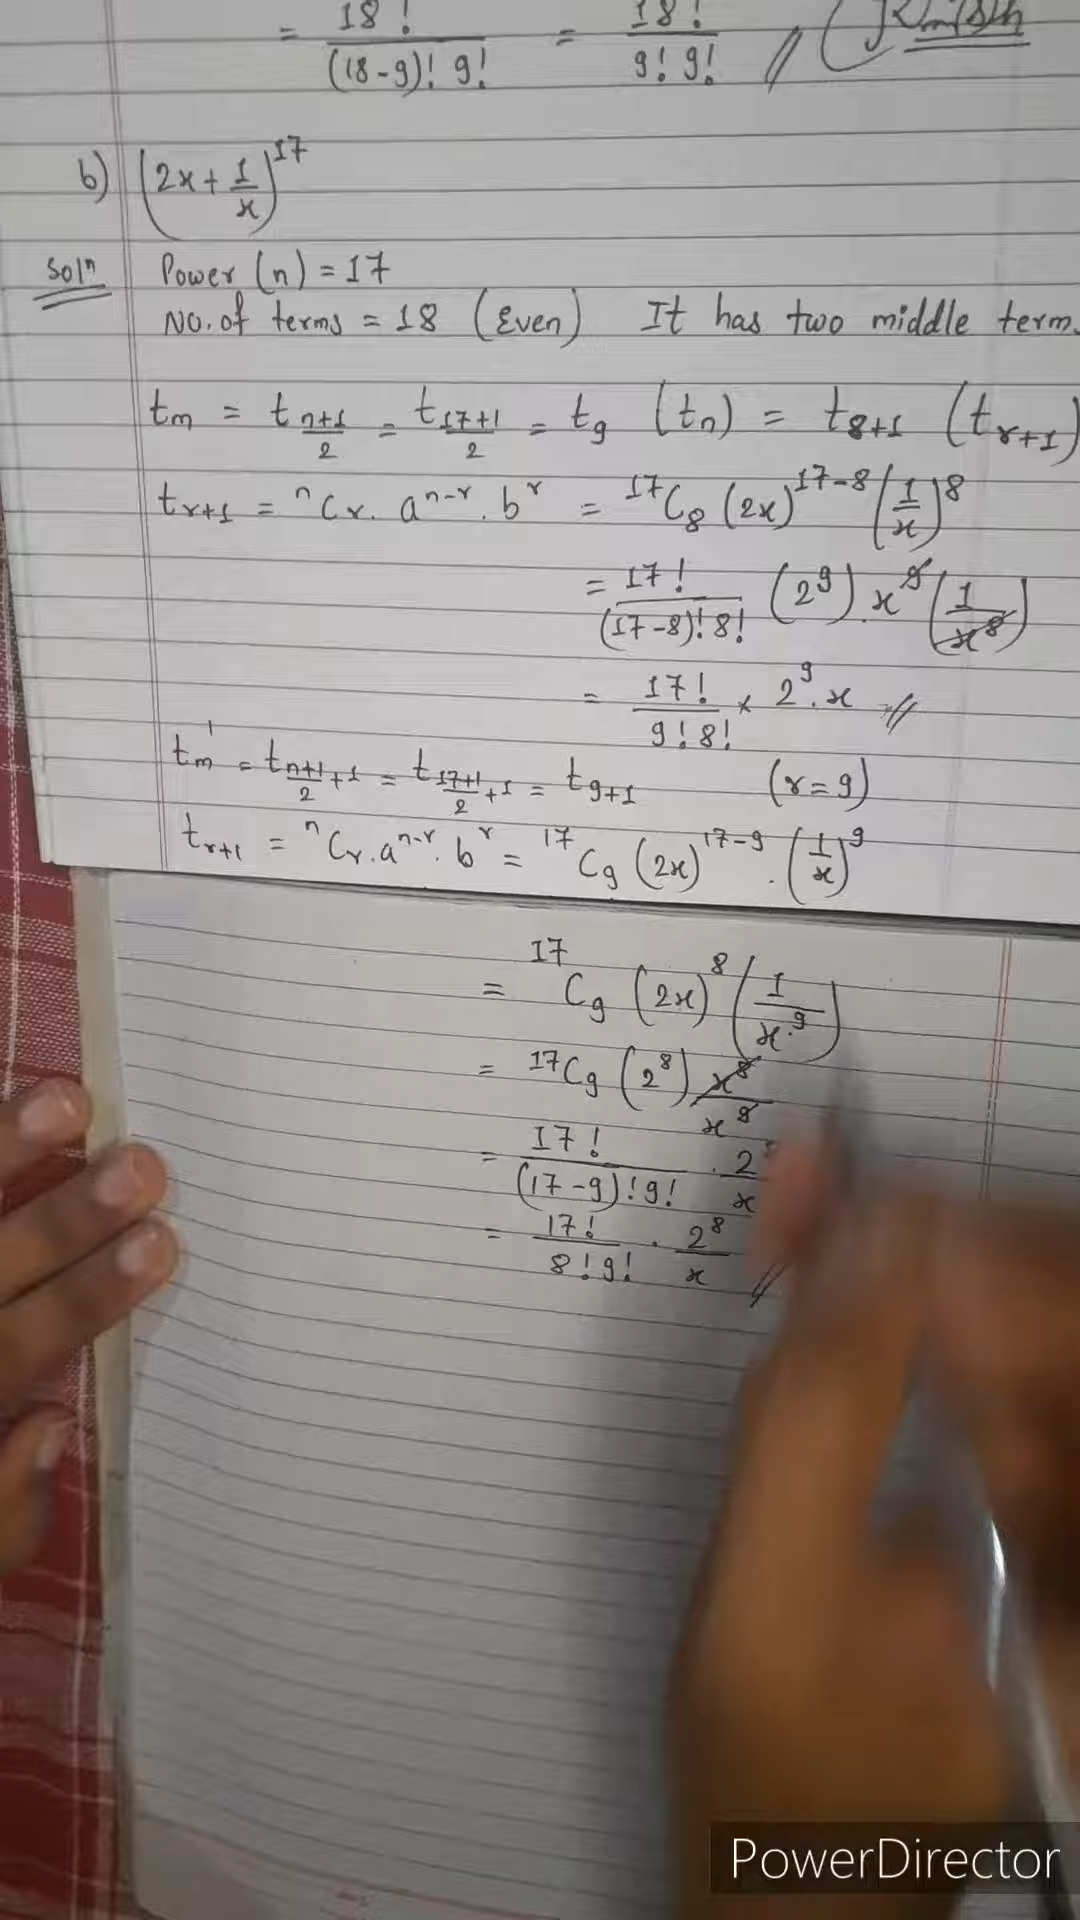 = 18! / (18-9)! 9! = 18! / 9! 9! //
b) (2x + 1/x)^17
Solⁿ Power (n) = 17
No. of terms = 18 (Even) It has two middle term.
tm = t_(n+1)/2 = t_(17+1)/2 = t9 (tn) = t8+1 (tr+1)
tr+1 = ⁿCr. a^n-r. b^r = ¹⁷C8 (2x)^17-8 (1/x)^8
= 17! / (17-8)! 8! (2^9). x^9 (1/x^8)
= 17! / 9! 8! × 2^9. x //
tm' = t_(n+1)/2 +1 = t_(17+1)/2 +1 = t9+1 (r=9)
tr+1 = ⁿCr. a^n-r. b^r = ¹⁷C9 (2x)^17-9 . (1/x)^9
= ¹⁷C9 (2x)^8 (1/x^9)
= ¹⁷C9 (2^8) x^8/x^9
= 17! / (17-9)! 9! . 2 / x
= 17! / 8! 9! . 2^8 / x //
PowerDirector